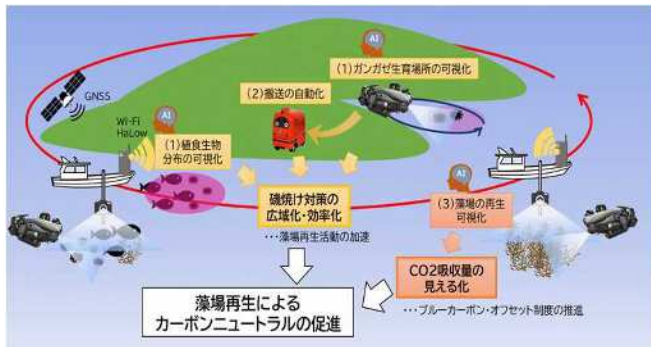 AI
(1)ガンガゼ生育場所の可視化
(2)搬送の自動化
GNSS
Wi-Fi
HaLow
AI
(1)植食生物
分布の可視化
AI
(3)藻場の再生
可視化
磯焼け対策の
広域化・効率化
・・・藻場再生活動の加速
CO2吸収量の
見える化
・・・ブルーカーボン・オフセット制度の推進
藻場再生による
カーボンニュートラルの促進